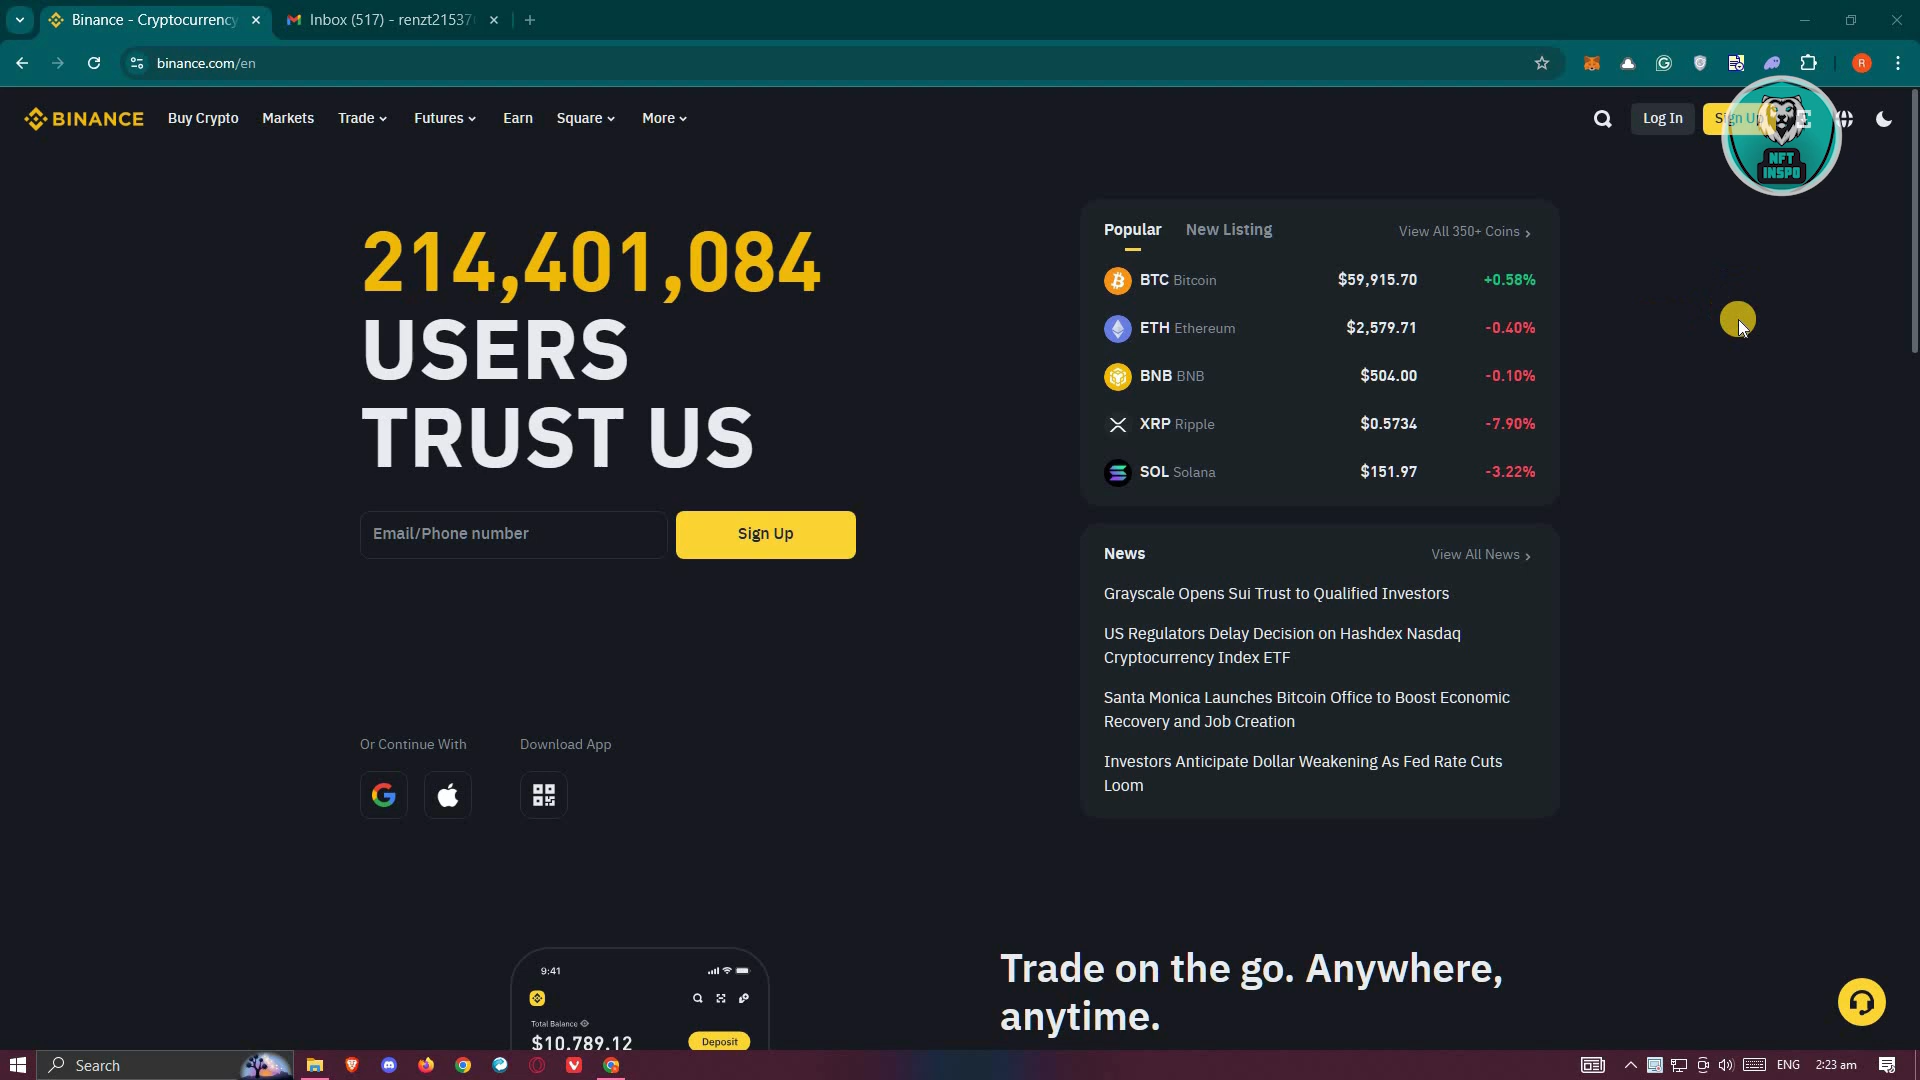 Binance - Cryptocurrency
Inbox (517) - renzt21537
binance.com/en
R
BINANCE
Buy Crypto
Markets
Trade
Futures
Earn
Square
More
Log In
Sign Up
NFT
INSPO
214,401,084
USERS
TRUST US
Email/Phone number
Sign Up
Or Continue With
Download App
Popular
New Listing
View All 350+ Coins
BTC Bitcoin $59,915.70 +0.58%
ETH Ethereum $2,579.71 -0.40%
BNB BNB $504.00 -0.10%
XRP Ripple $0.5734 -7.90%
SOL Solana $151.97 -3.22%
News
View All News
Grayscale Opens Sui Trust to Qualified Investors
US Regulators Delay Decision on Hashdex Nasdaq
Cryptocurrency Index ETF
Santa Monica Launches Bitcoin Office to Boost Economic
Recovery and Job Creation
Investors Anticipate Dollar Weakening As Fed Rate Cuts
Loom
9:41
Total Balance
$10,789.12
Deposit
Trade on the go. Anywhere,
anytime.
Search
ENG
2:23 am